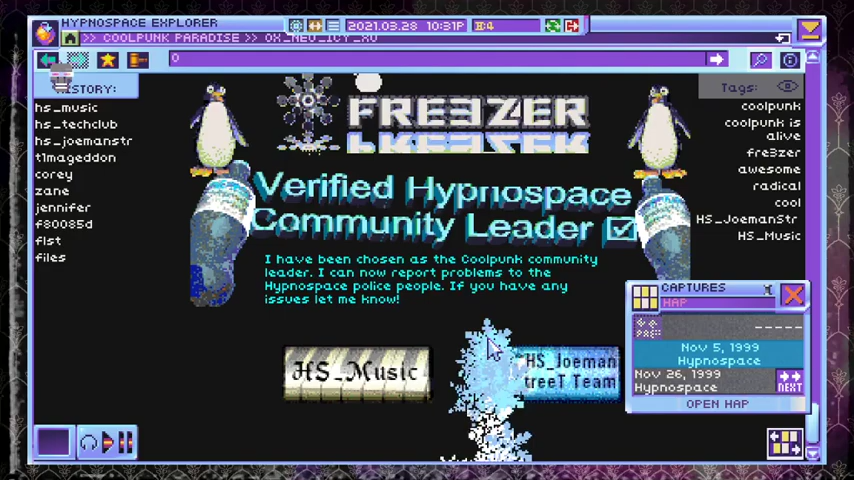 HYPNOSPACE EXPLORER
2021.03.28 10:31P
>> COOLPUNK PARADISE >> 
0
HISTORY:
hs_music
hs_techclub
hs_joemanstr
t1mageddon
corey
zane
jennifer
f80085d
flst
files
FRE3ZER
Verified Hypnospace
Community Leader
I have been chosen as the Coolpunk community
leader. I can now report problems to the
Hypnospace police people. If you have any
issues let me know!
HS_Music
HS_Joeman
treeT Team
Tags:
coolpunk
coolpunk is
alive
fre3zer
awesome
radical
cool
HS_JoemanStr
HS_Music
CAPTURES
HAP
-----
Nov 5, 1999
Hypnospace
Nov 26, 1999
Hypnospace
NEXT
OPEN HAP